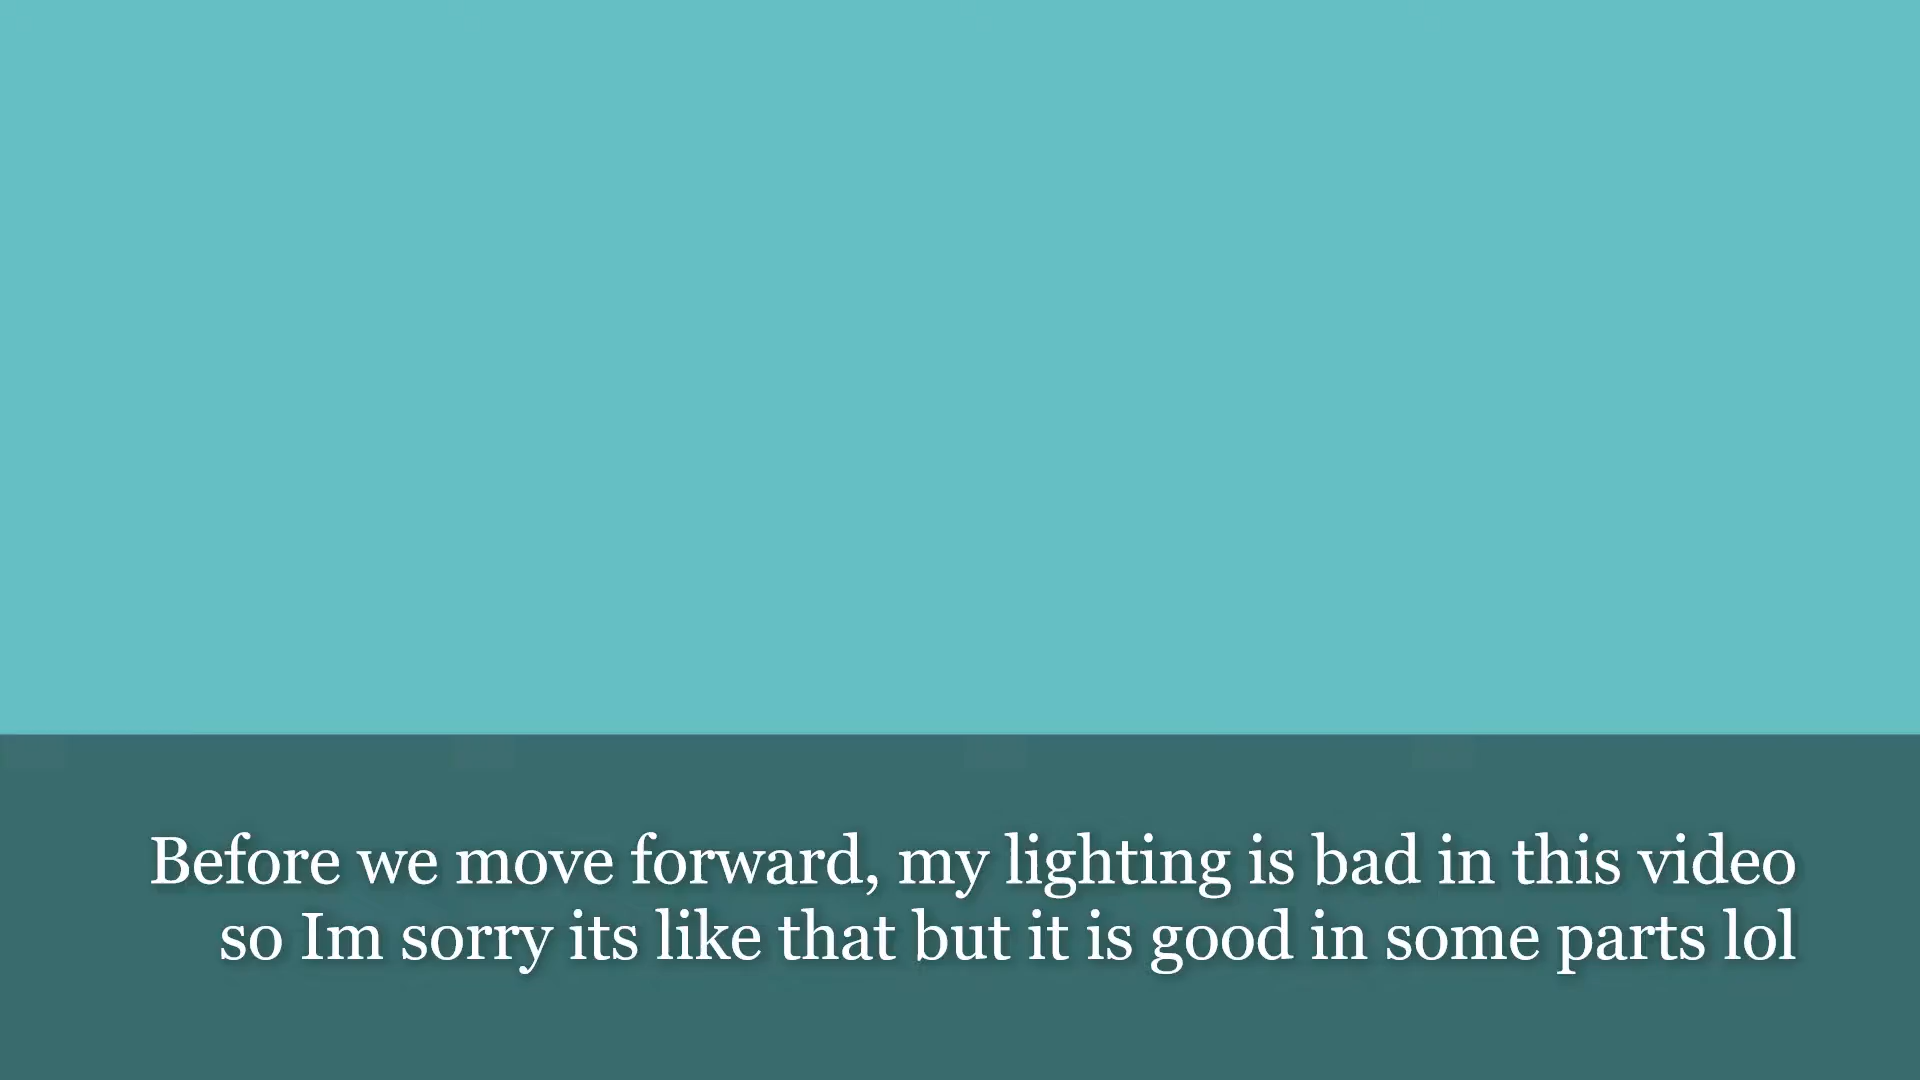 Before we move forward, my lighting is bad in this video
so Im sorry its like that but it is good in some parts lol